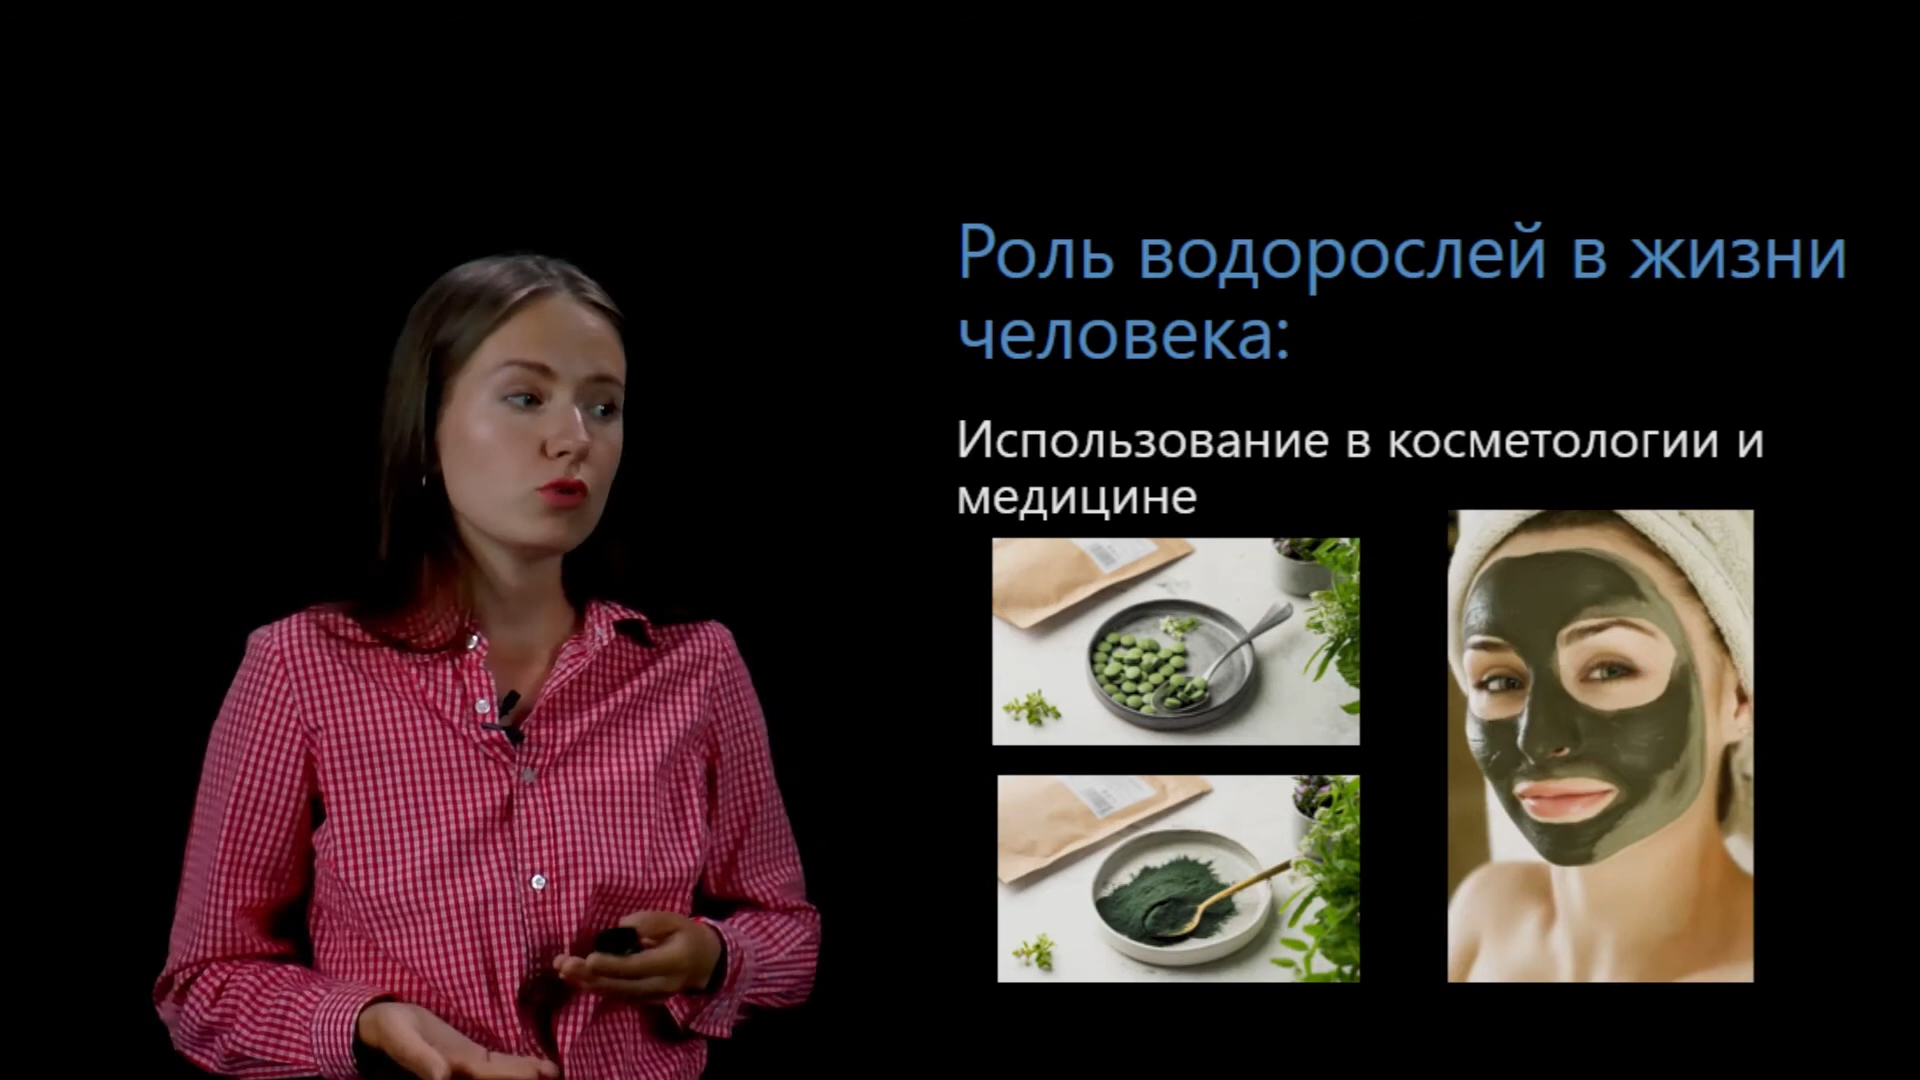 Роль водорослей в жизни
человека:
Использование в косметологии и
медицине